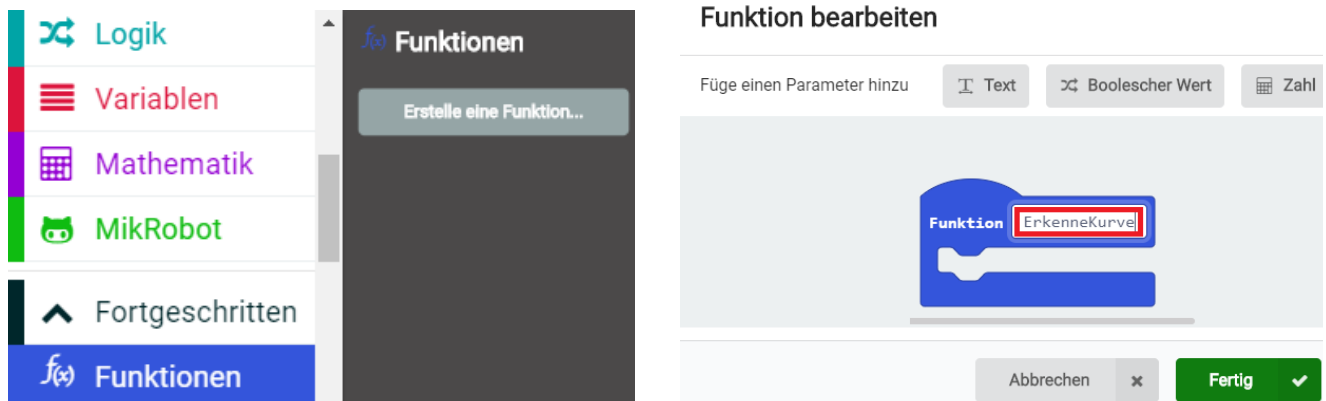 Logik
Variablen
Mathematik
MikRobot
Fortgeschritten
f(x) Funktionen
f(x) Funktionen
Erstelle eine Funktion...
Funktion bearbeiten
Füge einen Parameter hinzu T Text Boolescher Wert Zahl
Funktion ErkenneKurve
Abbrechen Fertig